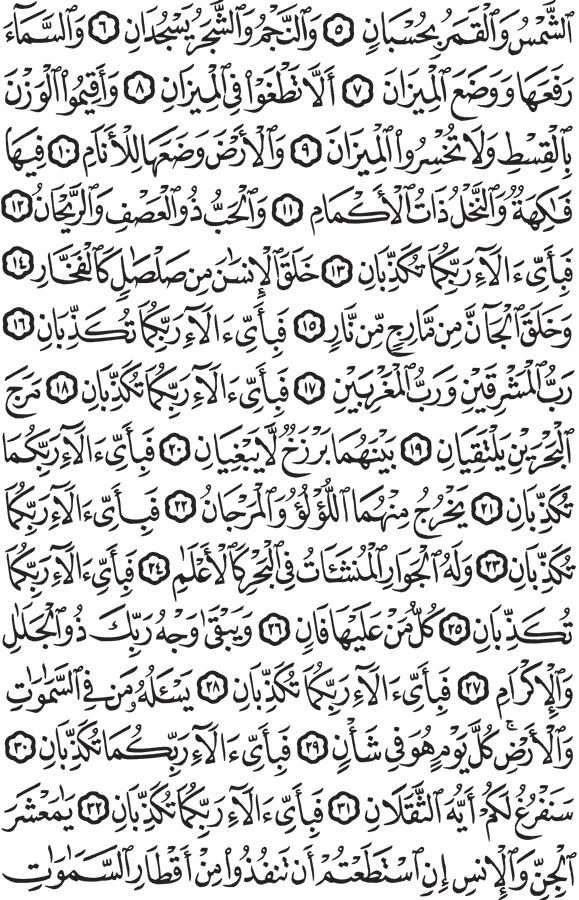 ٱلشَّمْسُ وَٱلْقَمَرُ بِحُسْبَانٍ ٥ وَٱلنَّجْمُ وَٱلشَّجَرُ يَسْجُدَانِ ٦ وَٱلسَّمَآءَ
رَفَعَهَا وَوَضَعَ ٱلْمِيزَانَ ٧ أَلَّا تَطْغَوْا۟ فِى ٱلْمِيزَانِ ٨ وَأَقِيمُوا۟ ٱلْوَزْنَ
بِٱلْقِسْطِ وَلَا تُخْسِرُوا۟ ٱلْمِيزَانَ ٩ وَٱلْأَرْضَ وَضَعَهَا لِلْأَنَامِ ١٠ فِيهَا
فَـٰكِهَةٌ وَٱلنَّخْلُ ذَاتُ ٱلْأَكْمَامِ ١١ وَٱلْحَبُّ ذُو ٱلْعَصْفِ وَٱلرَّيْحَانُ ١٢
فَبِأَىِّ ءَالَآءِ رَبِّكُمَا تُكَذِّبَانِ ١٣ خَلَقَ ٱلْإِنسَـٰنَ مِن صَلْصَـٰلٍ كَٱلْفَخَّارِ ١٤
وَخَلَقَ ٱلْجَآنَّ مِن مَّارِجٍ مِّن نَّارٍ ١٥ فَبِأَىِّ ءَالَآءِ رَبِّكُمَا تُكَذِّبَانِ ١٦
رَبُّ ٱلْمَشْرِقَيْنِ وَرَبُّ ٱلْمَغْرِبَيْنِ ١٧ فَبِأَىِّ ءَالَآءِ رَبِّكُمَا تُكَذِّبَانِ ١٨ مَرَجَ
ٱلْبَحْرَيْنِ يَلْتَقِيَانِ ١٩ بَيْنَهُمَا بَرْزَخٌ لَّا يَبْغِيَانِ ٢٠ فَبِأَىِّ ءَالَآءِ رَبِّكُمَا
تُكَذِّبَانِ ٢١ يَخْرُجُ مِنْهُمَا ٱللُّؤْلُؤُ وَٱلْمَرْجَانُ ٢٢ فَبِأَىِّ ءَالَآءِ رَبِّكُمَا
تُكَذِّبَانِ ٢٣ وَلَهُ ٱلْجَوَارِ ٱلْمُنشَـَٔاتُ فِى ٱلْبَحْرِ كَٱلْأَعْلَـٰمِ ٢٤ فَبِأَىِّ ءَالَآءِ رَبِّكُمَا
تُكَذِّبَانِ ٢٥ كُلُّ مَنْ عَلَيْهَا فَانٍ ٢٦ وَيَبْقَىٰ وَجْهُ رَبِّكَ ذُو ٱلْجَلَـٰلِ
وَٱلْإِكْرَامِ ٢٧ فَبِأَىِّ ءَالَآءِ رَبِّكُمَا تُكَذِّبَانِ ٢٨ يَسْـَٔلُهُۥ مَن فِى ٱلسَّمَـٰوَٰتِ
وَٱلْأَرْضِ ۚ كُلَّ يَوْمٍ هُوَ فِى شَأْنٍ ٢٩ فَبِأَىِّ ءَالَآءِ رَبِّكُمَا تُكَذِّبَانِ ٣٠
سَنَفْرُغُ لَكُمْ أَيُّهَ ٱلثَّقَلَانِ ٣١ فَبِأَىِّ ءَالَآءِ رَبِّكُمَا تُكَذِّبَانِ ٣٢ يَـٰمَعْشَرَ
ٱلْجِنِّ وَٱلْإِنسِ إِنِ ٱسْتَطَعْتُمْ أَن تَنفُذُوا۟ مِنْ أَقْطَارِ ٱلسَّمَـٰوَٰتِ